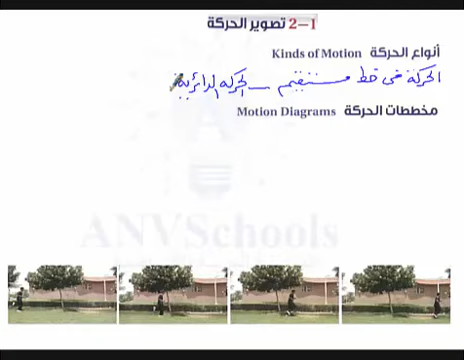 2–1 تصوير الحركة
أنواع الحركة Kinds of Motion
الحركة فى خط مستقيم – الحركة الدائرية
مخططات الحركة Motion Diagrams
ANVSchools